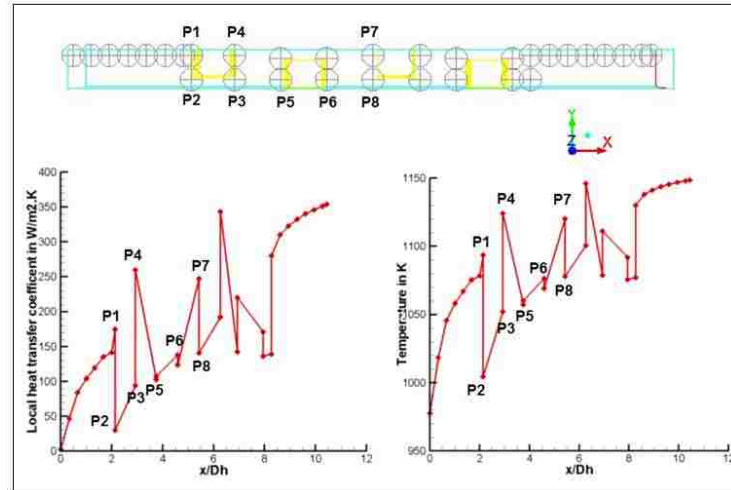 P1 P4 P7
P2 P3 P5 P6 P8
Y
Z X
Local heat transfer coefficent in W/m2.K
400
350
300
250
200
150
100
50
0
0 2 4 6 8 10 12
x/Dh
P1
P2
P3
P4
P5
P6
P7
P8
Temperature in K
1150
1100
1050
1000
950
0 2 4 6 8 10 12
x/Dh
P1
P2
P3
P4
P5
P6
P7
P8